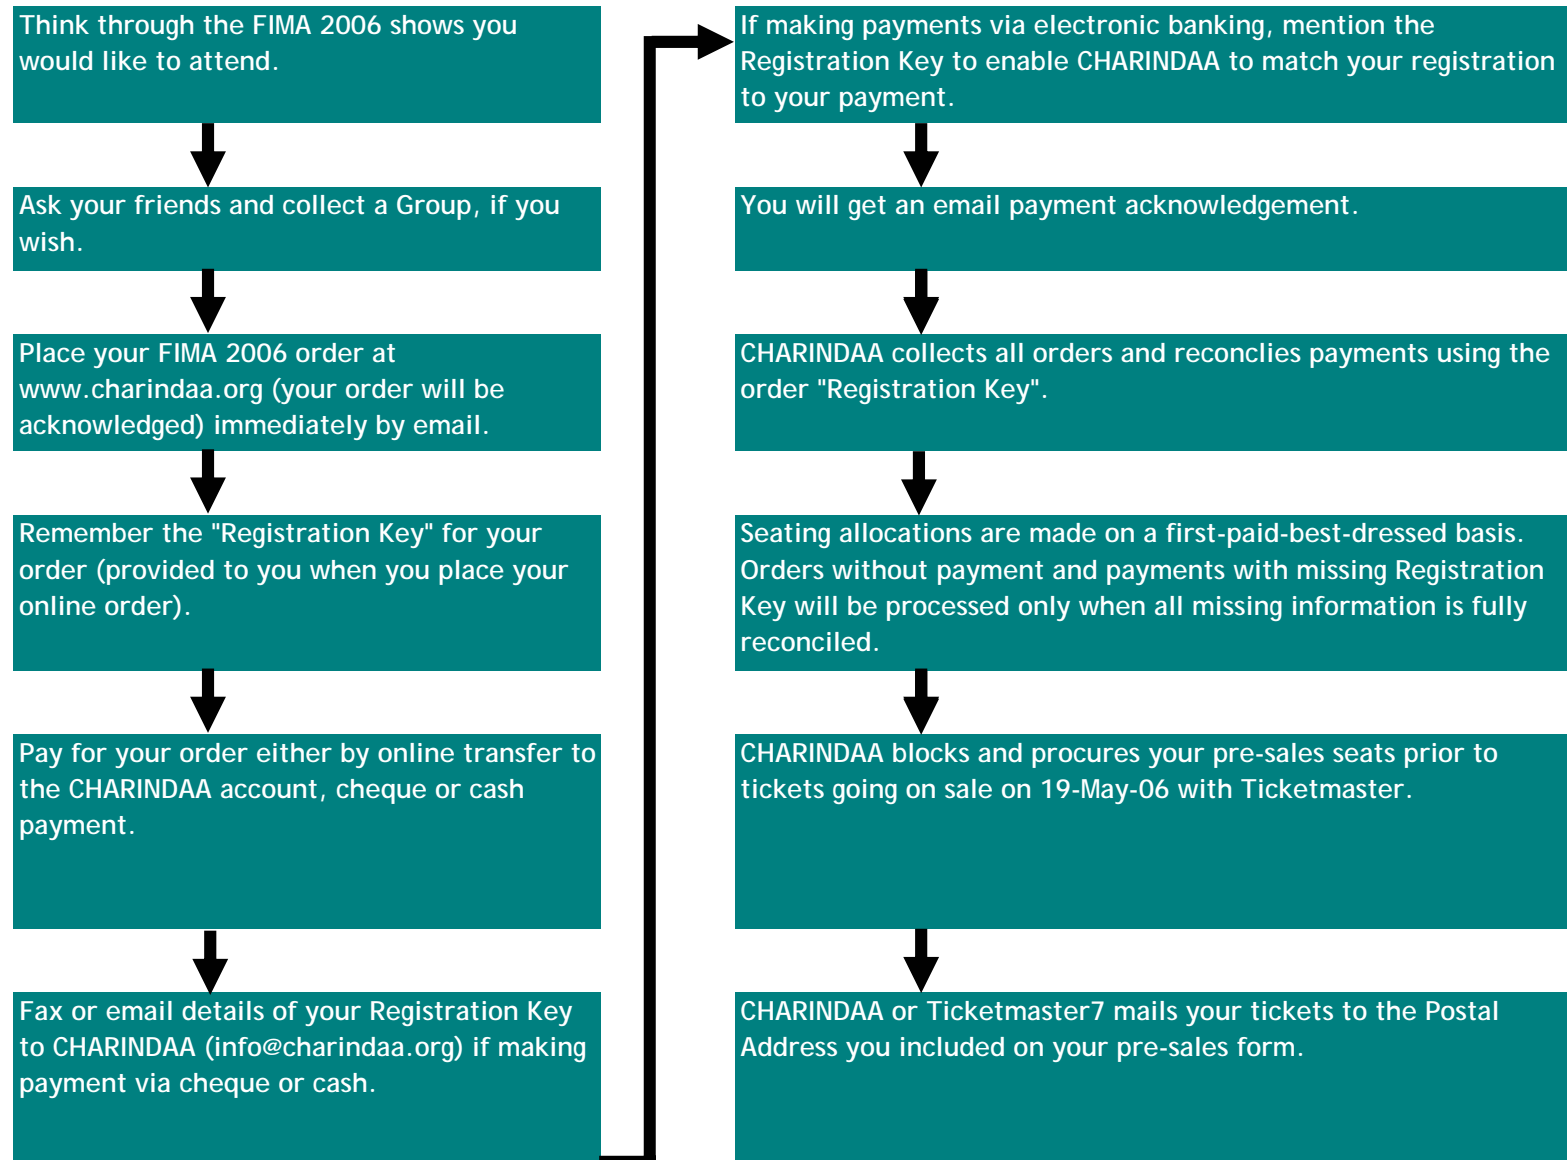 Think through the FIMA 2006 shows you
would like to attend.
Ask your friends and collect a Group, if you
wish.
Place your FIMA 2006 order at
www.charindaa.org (your order will be
acknowledged) immediately by email.
Remember the "Registration Key" for your
order (provided to you when you place your
online order).
Pay for your order either by online transfer to
the CHARINDAA account, cheque or cash
payment.
Fax or email details of your Registration Key
to CHARINDAA (info@charindaa.org) if making
payment via cheque or cash.
If making payments via electronic banking, mention the
Registration Key to enable CHARINDAA to match your registration
to your payment.
You will get an email payment acknowledgement.
CHARINDAA collects all orders and reconclies payments using the
order "Registration Key".
Seating allocations are made on a first-paid-best-dressed basis.
Orders without payment and payments with missing Registration
Key will be processed only when all missing information is fully
reconciled.
CHARINDAA blocks and procures your pre-sales seats prior to
tickets going on sale on 19-May-06 with Ticketmaster.
CHARINDAA or Ticketmaster7 mails your tickets to the Postal
Address you included on your pre-sales form.